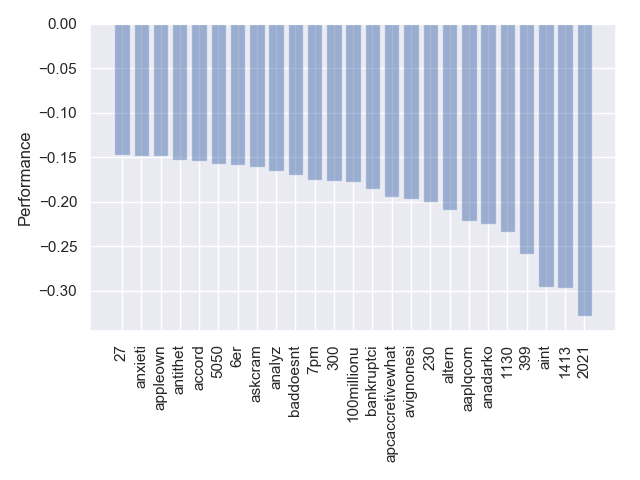 0.00
−0.05
−0.10
−0.15
−0.20
−0.25
−0.30
Performance
27
anxieti
appleown
antithet
accord
5050
6er
askcram
analyz
baddoesnt
7pm
300
100millionu
bankruptci
apcaccretivewhat
avignonesi
230
altern
aaplqcom
anadarko
1130
399
aint
1413
2021